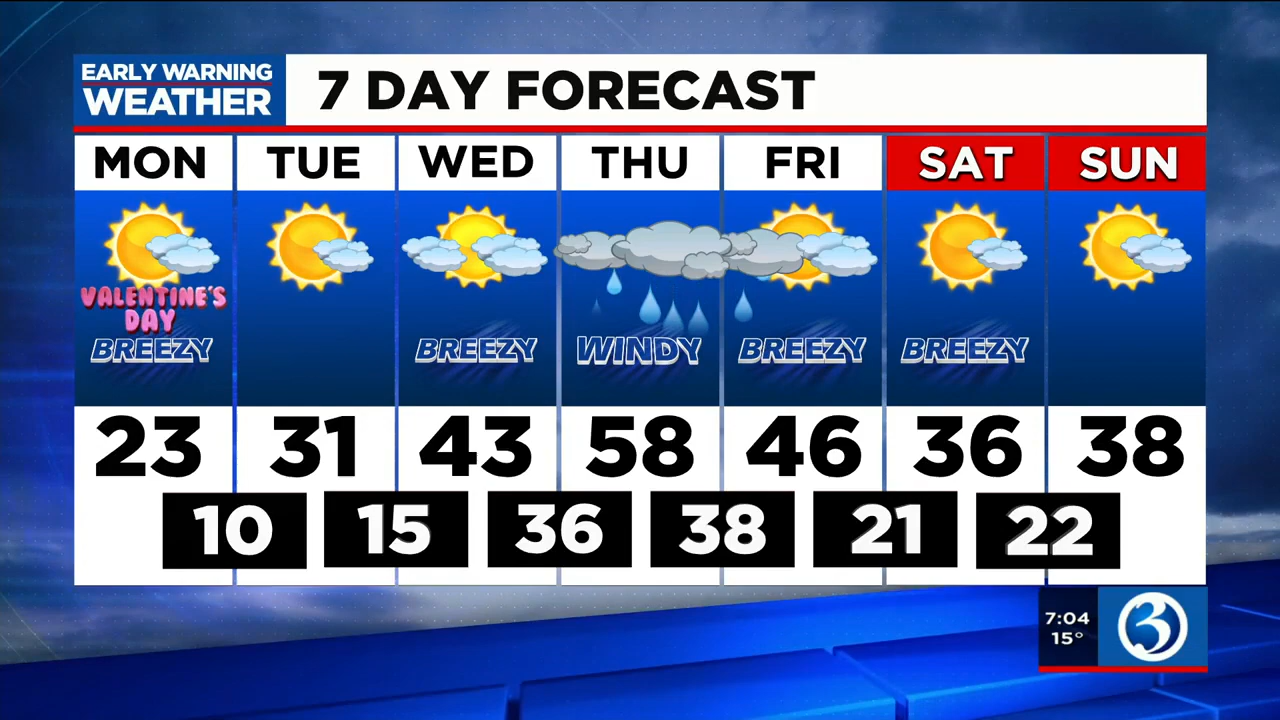 EARLY WARNING
WEATHER
7 DAY FORECAST
MON TUE WED THU FRI SAT SUN
VALENTINE'S
DAY
BREEZY BREEZY WINDY BREEZY BREEZY
23 31 43 58 46 36 38
10 15 36 38 21 22
7:04
15°
3